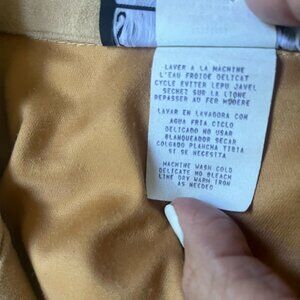 LAVER A LA MACHINE
L'EAU FROIDE DELICAT
CYCLE EVITER LEPU JAVEL
SECHEZ SUR LA LIGNE
REPASSER AU FER MODERE
LAVAR EN LAVADORA CON
AGUA FRIA CICLO
DELICADO NO USAR
BLANQUEADOR SECAR
COLGADO PLANCHA TIBIA
SI SE NECESITA
MACHINE WASH COLD
DELICATE NO BLEACH
LINE DRY WARM IRON
AS NEEDED